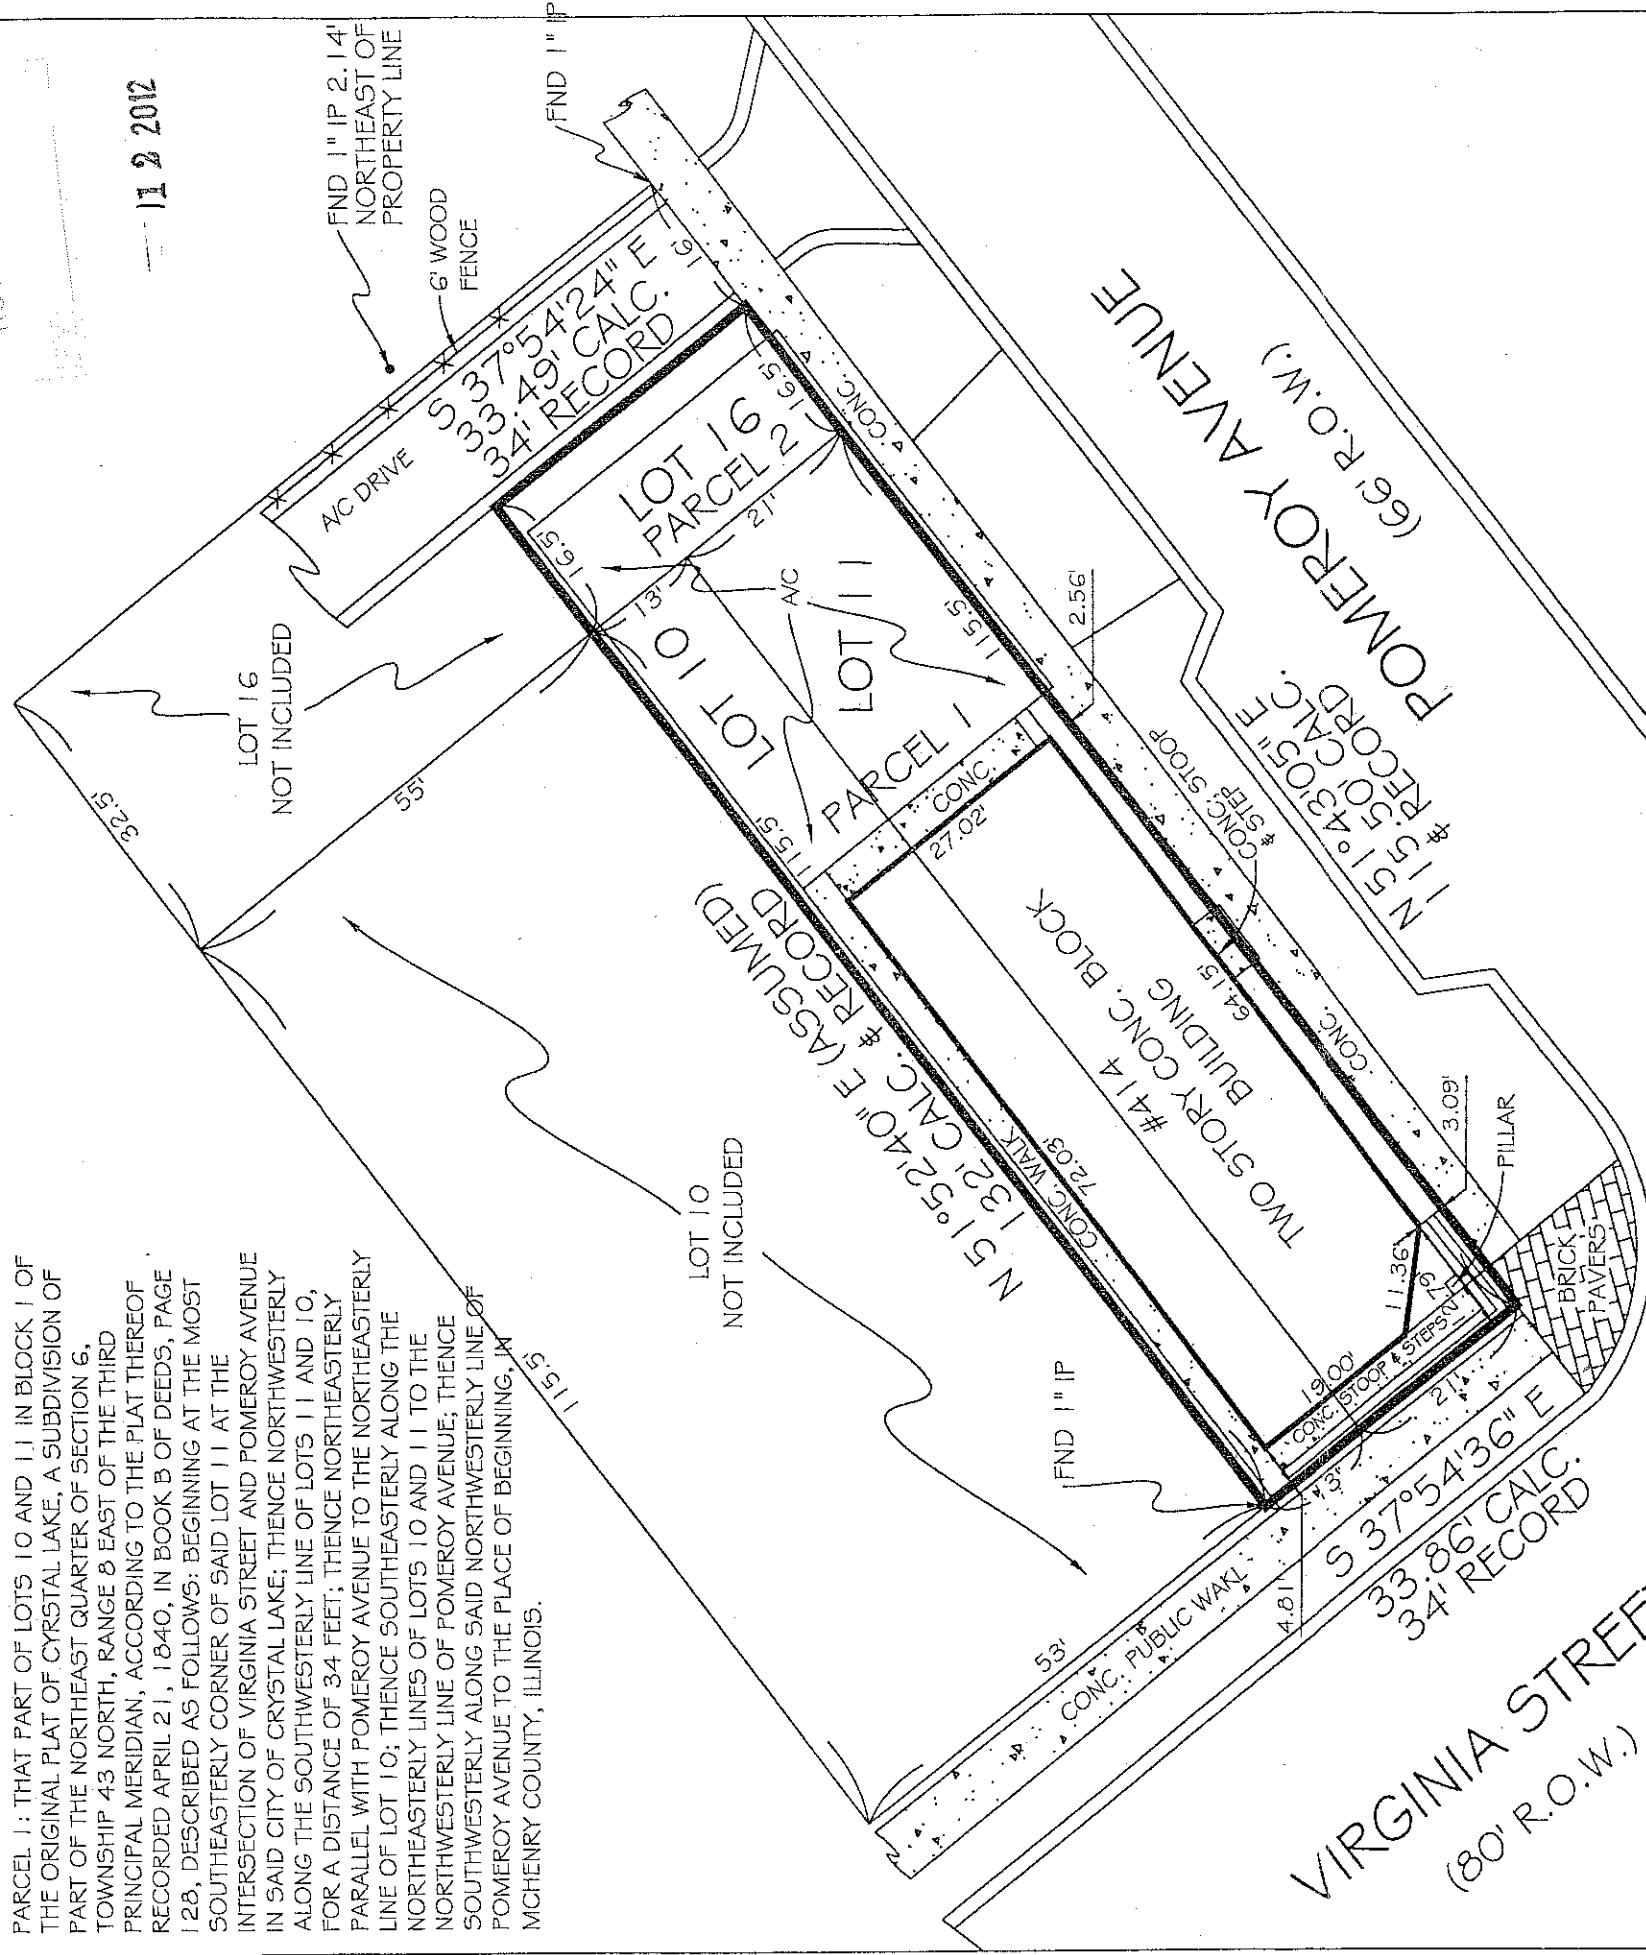 PARCEL 1: THAT PART OF LOTS 10 AND 11 IN BLOCK 1 OF
THE ORIGINAL PLAT OF CYRSTAL LAKE, A SUBDIVISION OF
PART OF THE NORTHEAST QUARTER OF SECTION 6,
TOWNSHIP 43 NORTH, RANGE 8 EAST OF THE THIRD
PRINCIPAL MERIDIAN, ACCORDING TO THE PLAT THEREOF
RECORDED APRIL 21, 1840, IN BOOK B OF DEEDS, PAGE
128, DESCRIBED AS FOLLOWS: BEGINNING AT THE MOST
SOUTHEASTERLY CORNER OF SAID LOT 11 AT THE
INTERSECTION OF VIRGINIA STREET AND POMEROY AVENUE
IN SAID CITY OF CRYSTAL LAKE; THENCE NORTHWESTERLY
ALONG THE SOUTHWESTERLY LINE OF LOTS 11 AND 10,
FOR A DISTANCE OF 34 FEET; THENCE NORTHEASTERLY
PARALLEL WITH POMEROY AVENUE TO THE NORTHEASTERLY
LINE OF LOT 10; THENCE SOUTHEASTERLY ALONG THE
NORTHEASTERLY LINES OF LOTS 10 AND 11 TO THE
NORTHWESTERLY LINE OF POMEROY AVENUE; THENCE
SOUTHWESTERLY ALONG SAID NORTHWESTERLY LINE OF
POMEROY AVENUE TO THE PLACE OF BEGINNING, IN
MCHENRY COUNTY, ILLINOIS.
12 2012
FND 1" IP 2.14'
NORTHEAST OF
PROPERTY LINE
6' WOOD
FENCE
FND 1" IP
A/C DRIVE
S 37°54'24" E
33.49' CALC.
34' RECORD
16'
LOT 16
NOT INCLUDED
32.5'
55'
16.5'
LOT 16
PARCEL 2
16.5'
21'
13'
A/C
LOT 10
LOT 11
115.5'
115.5'
PARCEL 1
CONC.
CONC.
2.56'
27.02'
N 51°52'40" E (ASSUMED)
132' CALC. & RECORD
LOT 10
NOT INCLUDED
115.5'
CONC. WALK
72.03'
#414
TWO STORY CONC. BLOCK
BUILDING
64.15'
CONC. STOOP
& STEP
CONC.
N 51°43'05" E
115.50' CALC.
& RECORD
POMEROY AVENUE
(66' R.O.W.)
3.09'
PILLAR
BRICK
PAVERS
11.36'
2.79'
19.00'
CONC. STOOP & STEPS
21'
13'
FND 1" IP
4.81'
53'
CONC. PUBLIC WAKL
S 37°54'36" E
33.86' CALC.
34' RECORD
VIRGINIA STREET
(80' R.O.W.)